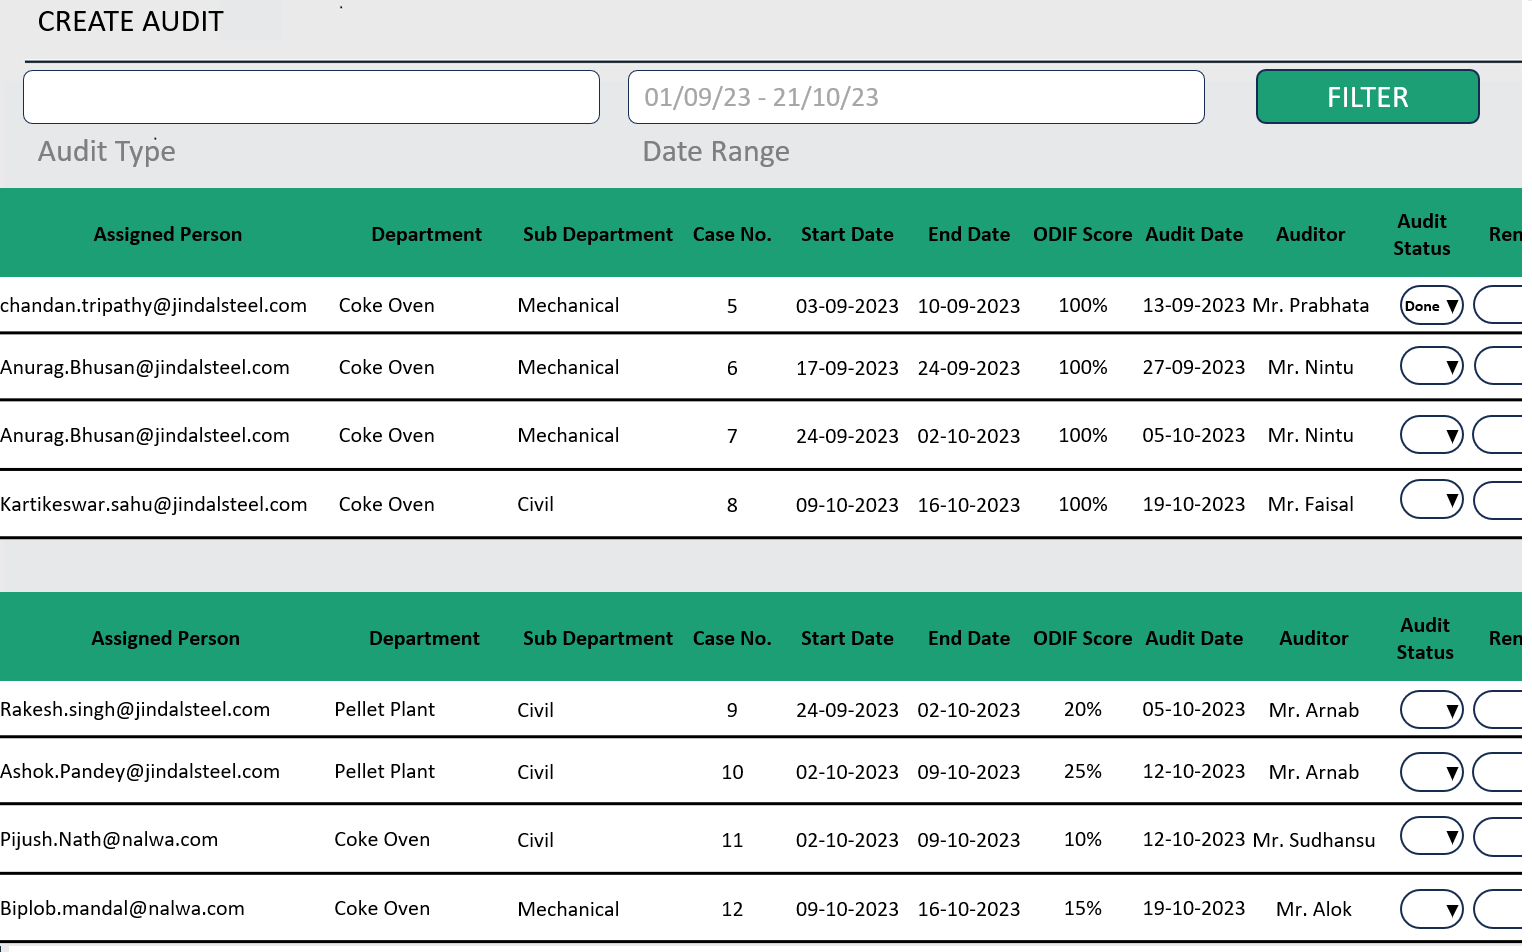 CREATE AUDIT
01/09/23 - 21/10/23 FILTER
Audit Type Date Range
Assigned Person Department Sub Department Case No. Start Date End Date ODIF Score Audit Date Auditor Audit Status
chandan.tripathy@jindalsteel.com Coke Oven Mechanical 5 03-09-2023 10-09-2023 100% 13-09-2023 Mr. Prabhata Done ▼
Anurag.Bhusan@jindalsteel.com Coke Oven Mechanical 6 17-09-2023 24-09-2023 100% 27-09-2023 Mr. Nintu ▼
Anurag.Bhusan@jindalsteel.com Coke Oven Mechanical 7 24-09-2023 02-10-2023 100% 05-10-2023 Mr. Nintu ▼
Kartikeswar.sahu@jindalsteel.com Coke Oven Civil 8 09-10-2023 16-10-2023 100% 19-10-2023 Mr. Faisal ▼
Assigned Person Department Sub Department Case No. Start Date End Date ODIF Score Audit Date Auditor Audit Status
Rakesh.singh@jindalsteel.com Pellet Plant Civil 9 24-09-2023 02-10-2023 20% 05-10-2023 Mr. Arnab ▼
Ashok.Pandey@jindalsteel.com Pellet Plant Civil 10 02-10-2023 09-10-2023 25% 12-10-2023 Mr. Arnab ▼
Pijush.Nath@nalwa.com Coke Oven Civil 11 02-10-2023 09-10-2023 10% 12-10-2023 Mr. Sudhansu ▼
Biplob.mandal@nalwa.com Coke Oven Mechanical 12 09-10-2023 16-10-2023 15% 19-10-2023 Mr. Alok ▼